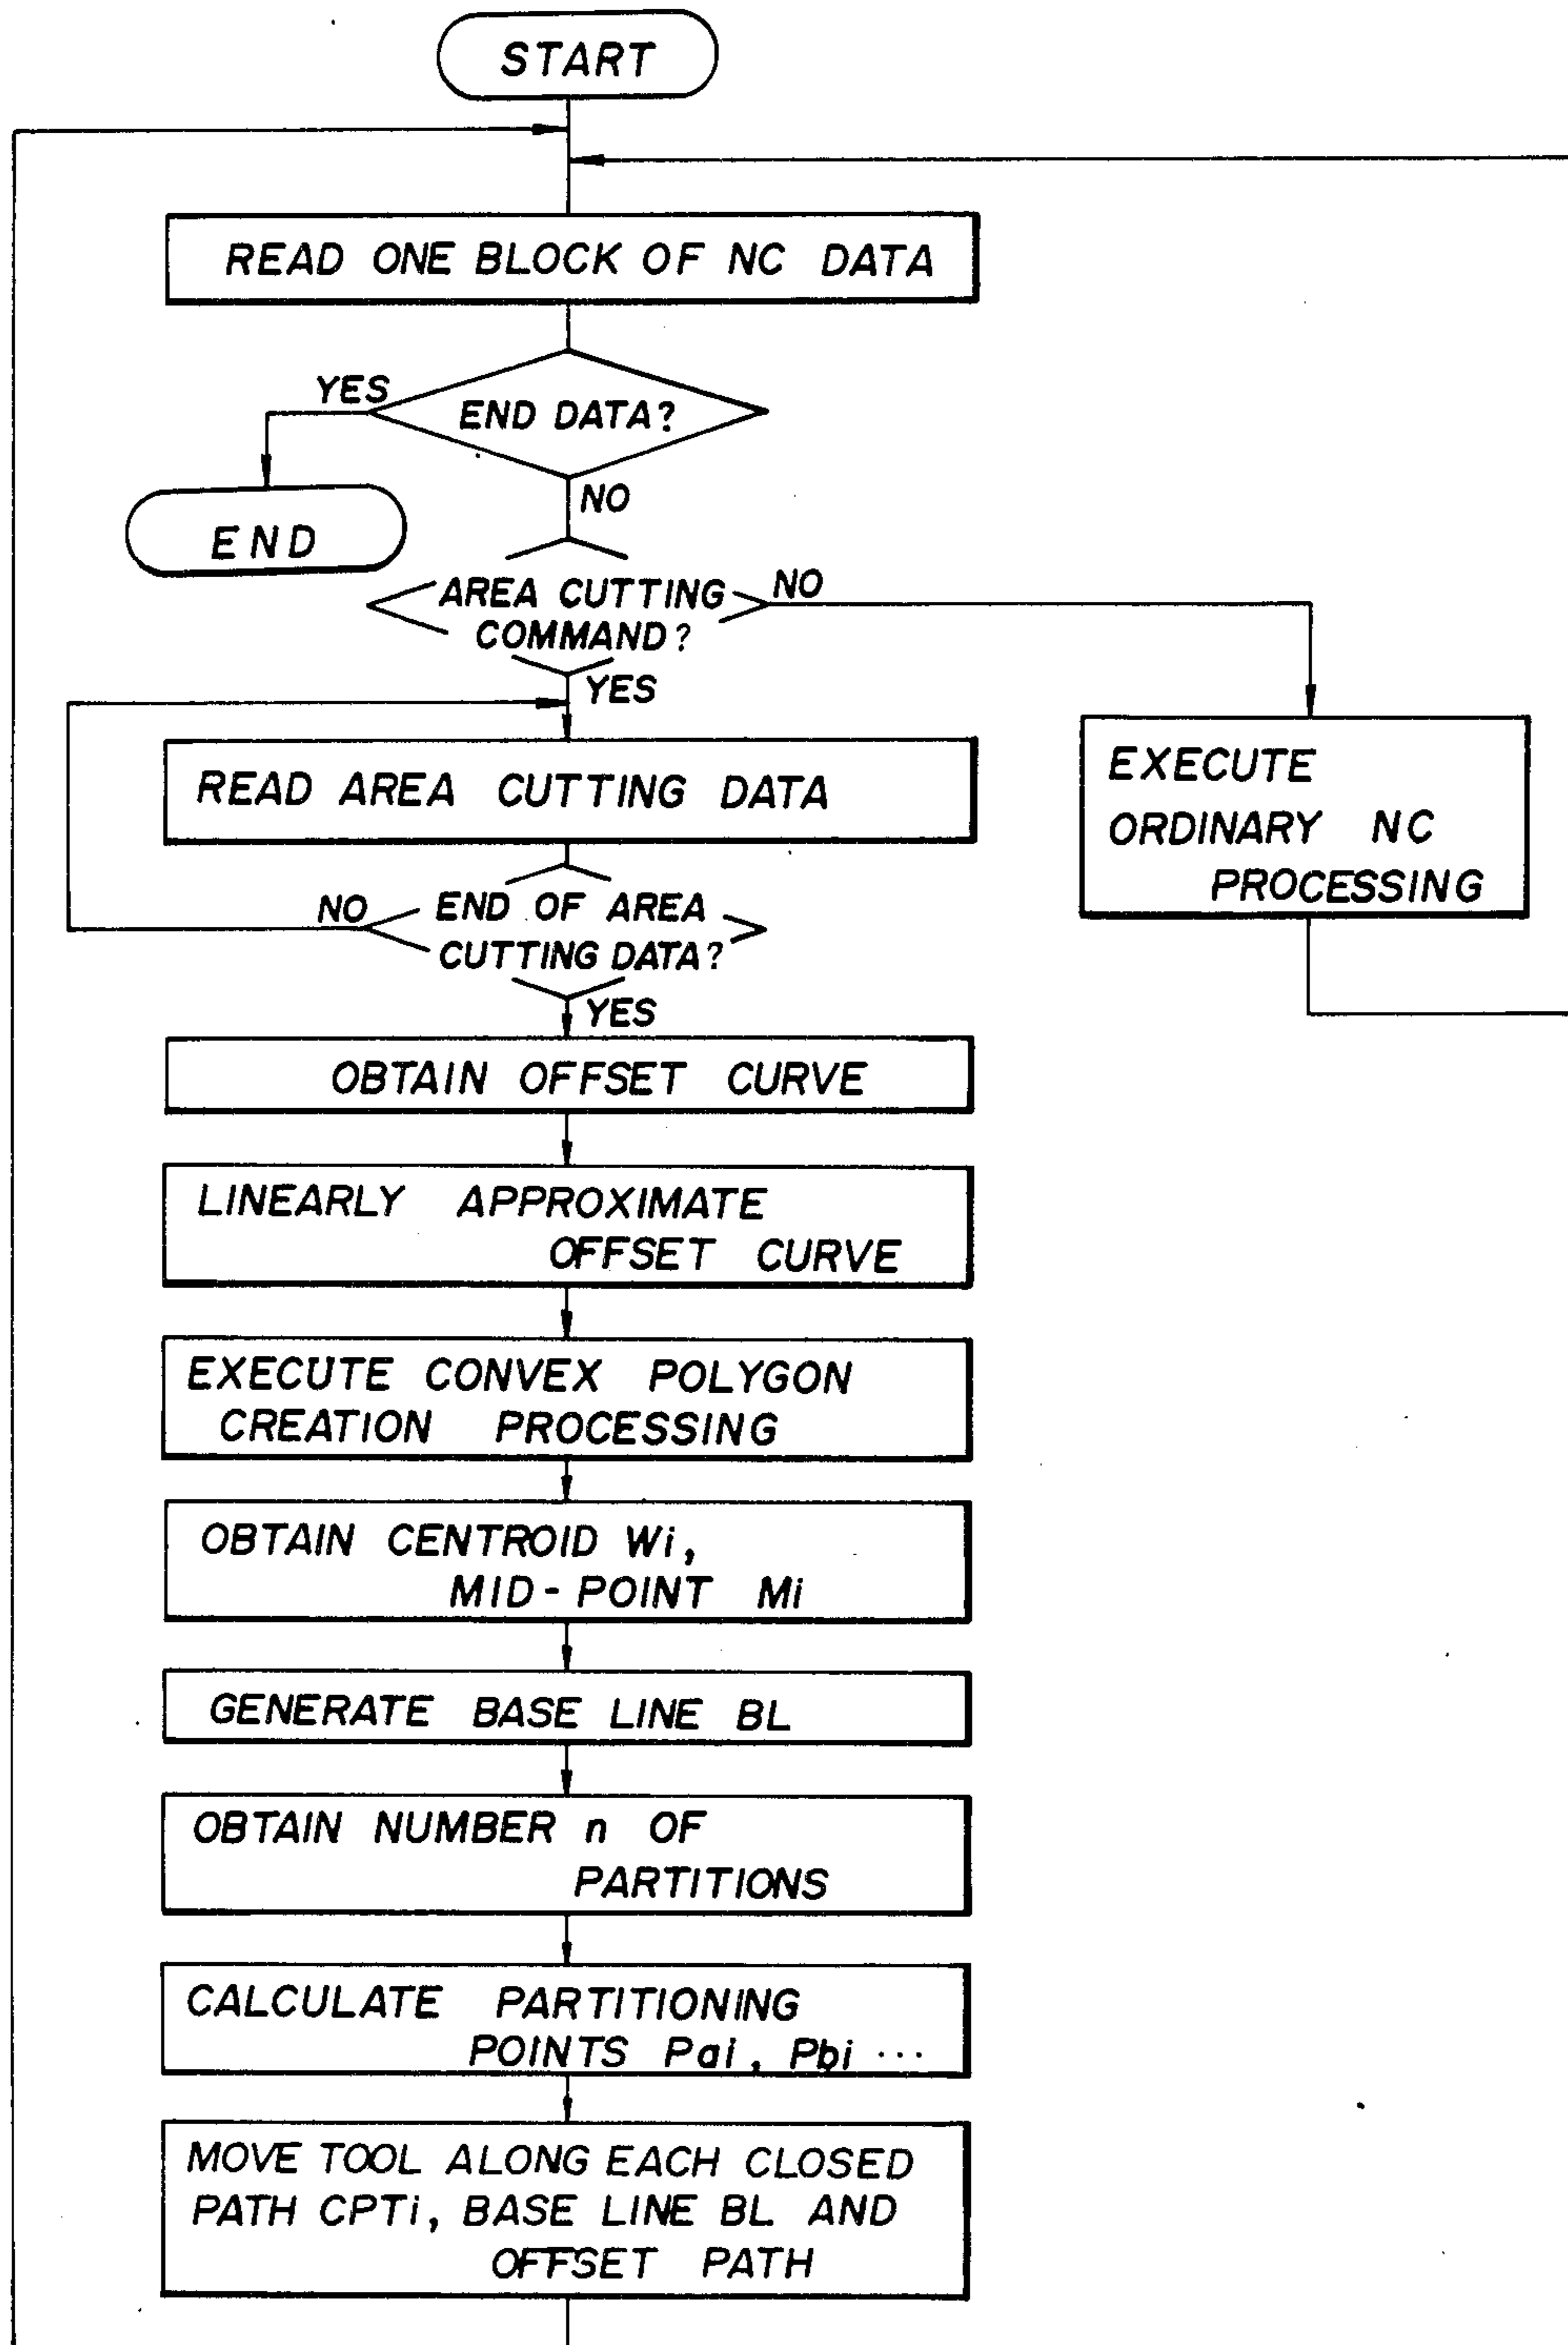 START
READ ONE BLOCK OF NC DATA
YES
END DATA?
NO
END
AREA CUTTING
COMMAND?
NO
YES
READ AREA CUTTING DATA
EXECUTE
ORDINARY NC
PROCESSING
NO
END OF AREA
CUTTING DATA?
YES
OBTAIN OFFSET CURVE
LINEARLY APPROXIMATE
OFFSET CURVE
EXECUTE CONVEX POLYGON
CREATION PROCESSING
OBTAIN CENTROID Wi,
MID-POINT Mi
GENERATE BASE LINE BL
OBTAIN NUMBER n OF
PARTITIONS
CALCULATE PARTITIONING
POINTS Pai, Pbi ...
MOVE TOOL ALONG EACH CLOSED
PATH CPTi, BASE LINE BL AND
OFFSET PATH